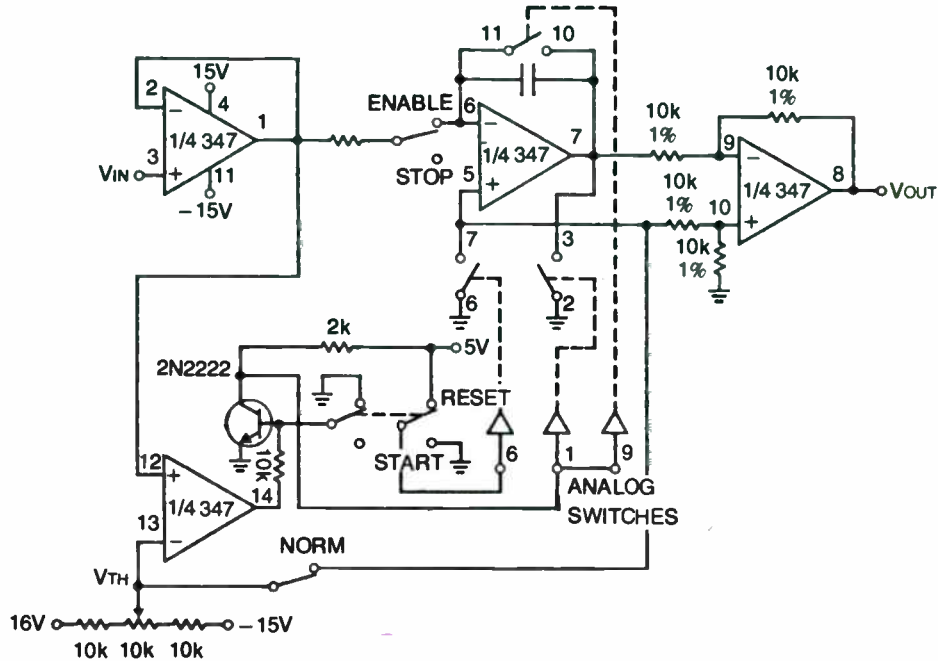 11
10
15V
2
4
ENABLE
6
10k
1%
10k
1%
1
1/4 347
7
9
3
VIN
11
5
1/4 347
8
VOUT
STOP
-15V
10k
1%
10
1/4 347
7
3
10k
1%
6
2
2k
5V
2N2222
RESET
START
6
1
9
10k
12
14
ANALOG
SWITCHES
1/4 347
13
NORM
VTH
16V
-15V
10k
10k
10k